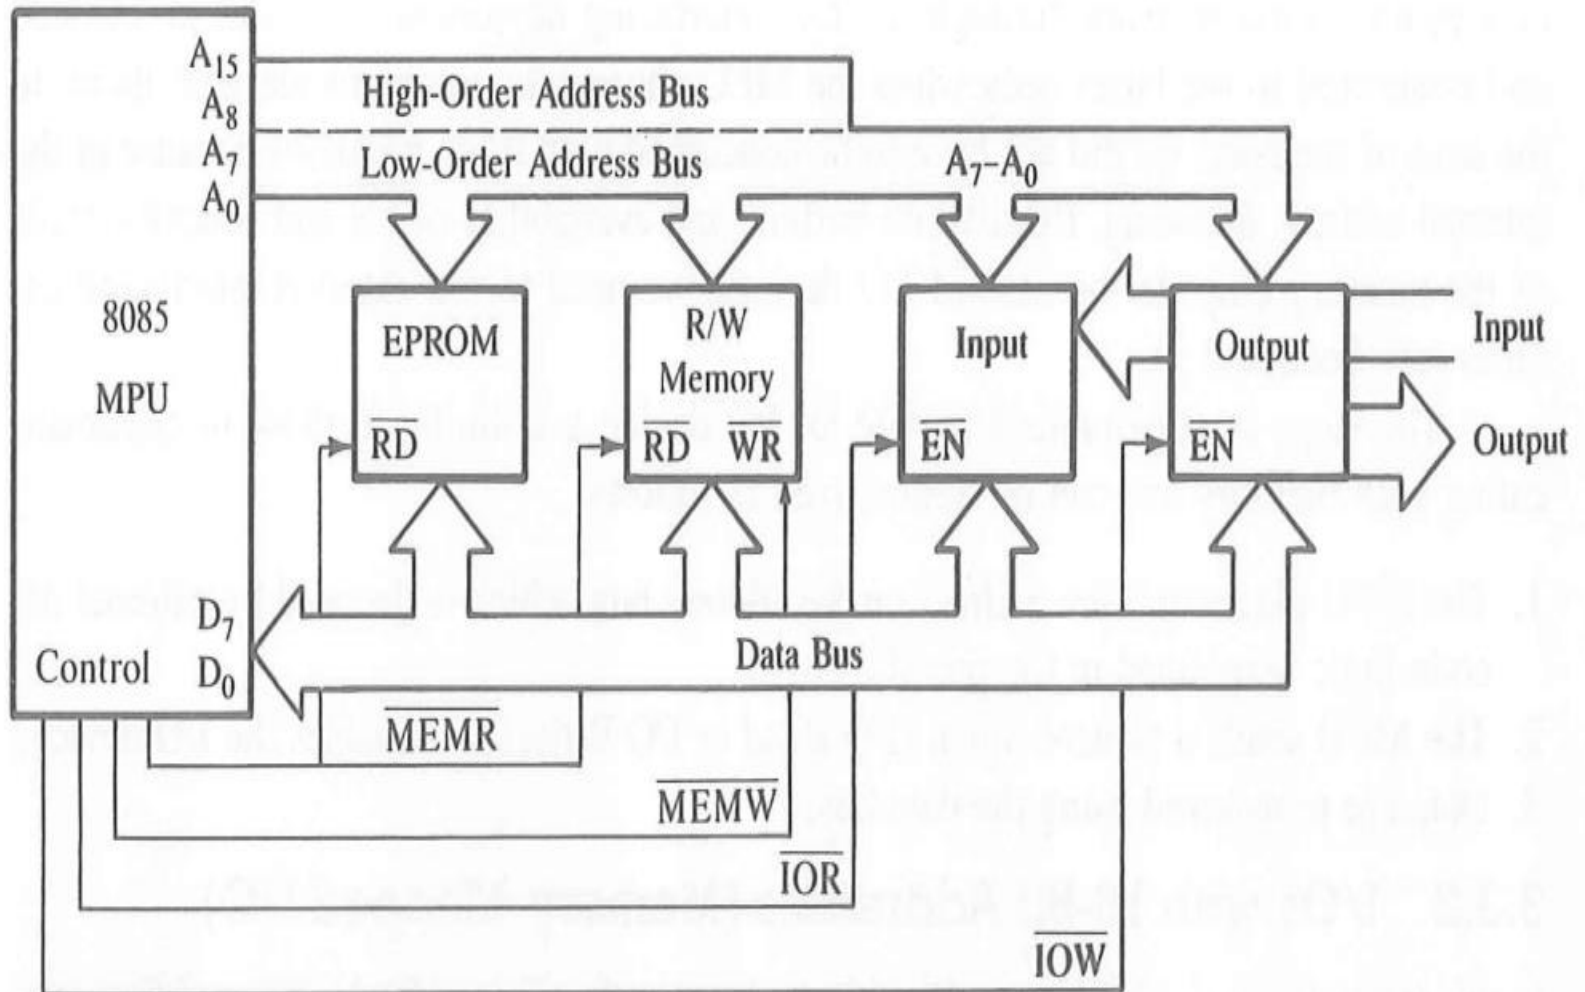 A15
A8
A7
A0
High-Order Address Bus
Low-Order Address Bus
A7–A0
8085
MPU
EPROM
RD
R/W
Memory
RD WR
Input
EN
Output
EN
Input
Output
D7
D0
Control
Data Bus
MEMR
MEMW
IOR
IOW